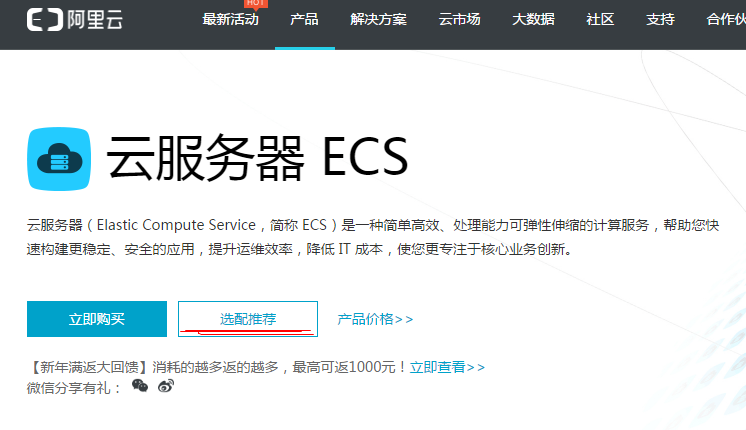 阿里云
最新活动 HOT 产品 解决方案 云市场 大数据 社区 支持 合作伙
云服务器 ECS
云服务器（Elastic Compute Service，简称 ECS）是一种简单高效、处理能力可弹性伸缩的计算服务，帮助您快
速构建更稳定、安全的应用，提升运维效率，降低 IT 成本，使您更专注于核心业务创新。
立即购买 选配推荐 产品价格>>
【新年满返大回馈】消耗的越多返的越多，最高可返1000元！立即查看>>
微信分享有礼：